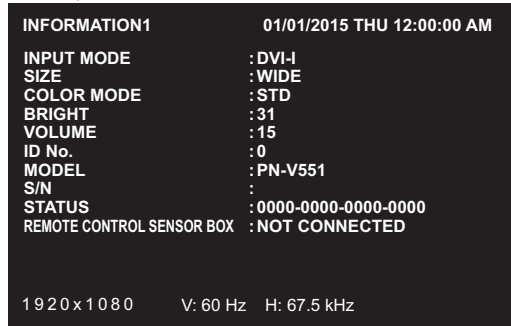 INFORMATION1 01/01/2015 THU 12:00:00 AM
INPUT MODE :DVI-I
SIZE :WIDE
COLOR MODE :STD
BRIGHT :31
VOLUME :15
ID No. :0
MODEL :PN-V551
S/N :
STATUS :0000-0000-0000-0000
REMOTE CONTROL SENSOR BOX :NOT CONNECTED
1920x1080 V: 60 Hz H: 67.5 kHz